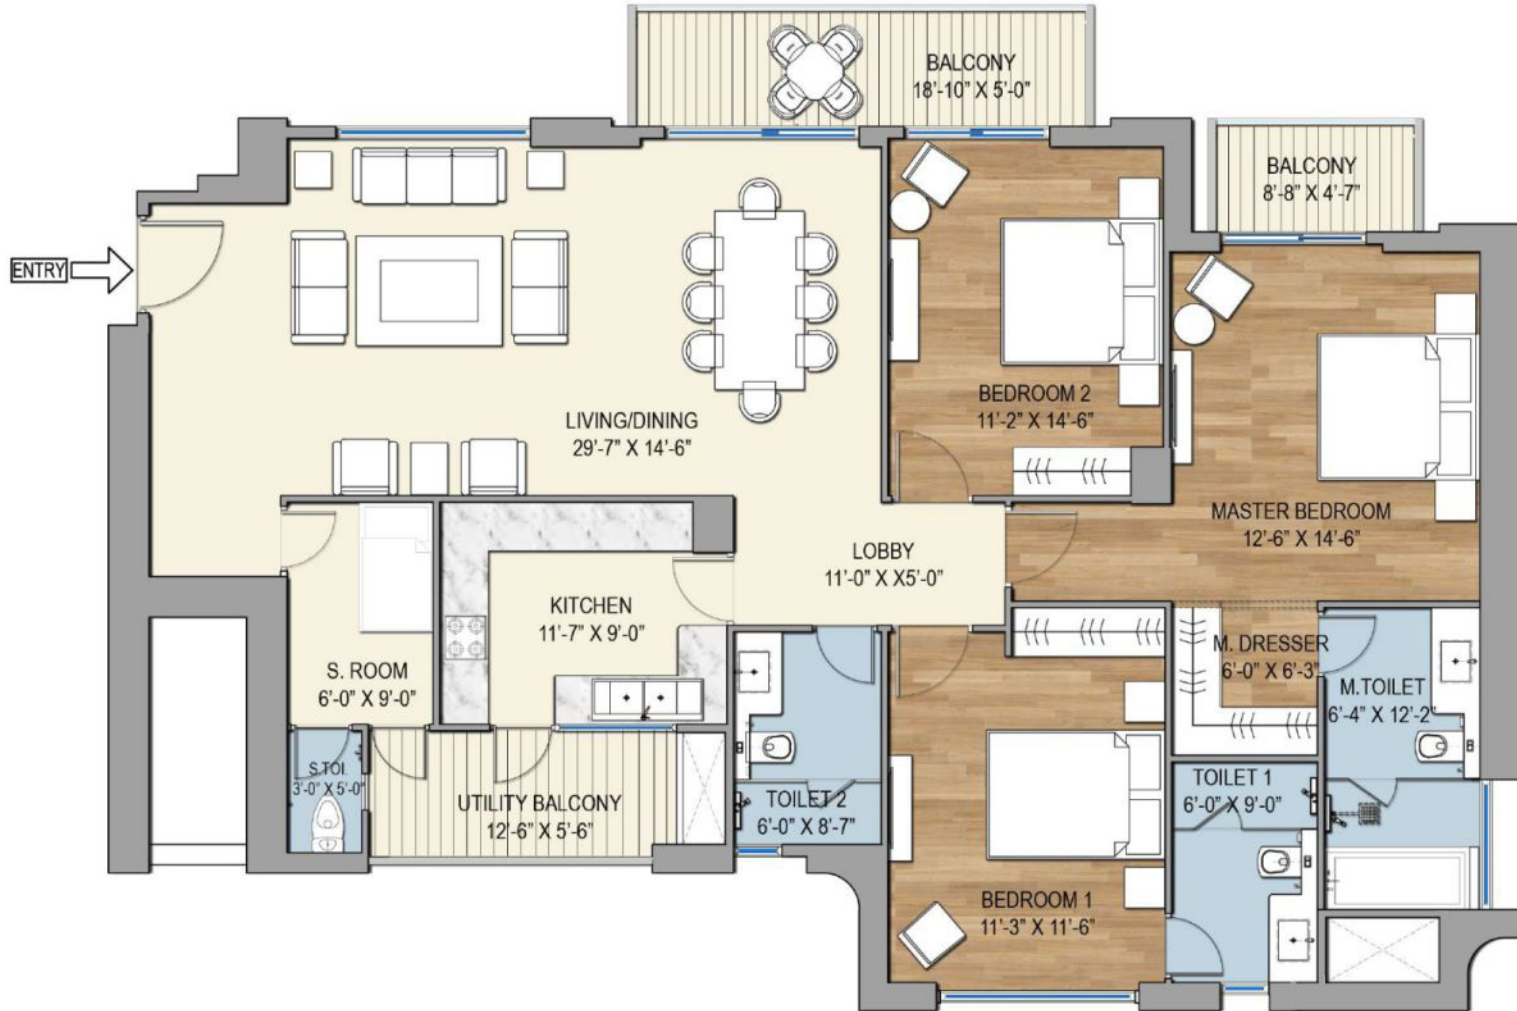 BALCONY
18'-10" X 5'-0"
BALCONY
8'-8" X 4'-7"
ENTRY
BEDROOM 2
11'-2" X 14'-6"
LIVING/DINING
29'-7" X 14'-6"
MASTER BEDROOM
12'-6" X 14'-6"
LOBBY
11'-0" X X5'-0"
KITCHEN
11'-7" X 9'-0"
S. ROOM
6'-0" X 9'-0"
M. DRESSER
6'-0" X 6'-3"
M.TOILET
6'-4" X 12'-2"
S.TOI.
3'-0" X 5'-0"
UTILITY BALCONY
12'-6" X 5'-6"
TOILET 2
6'-0" X 8'-7"
TOILET 1
6'-0" X 9'-0"
BEDROOM 1
11'-3" X 11'-6"